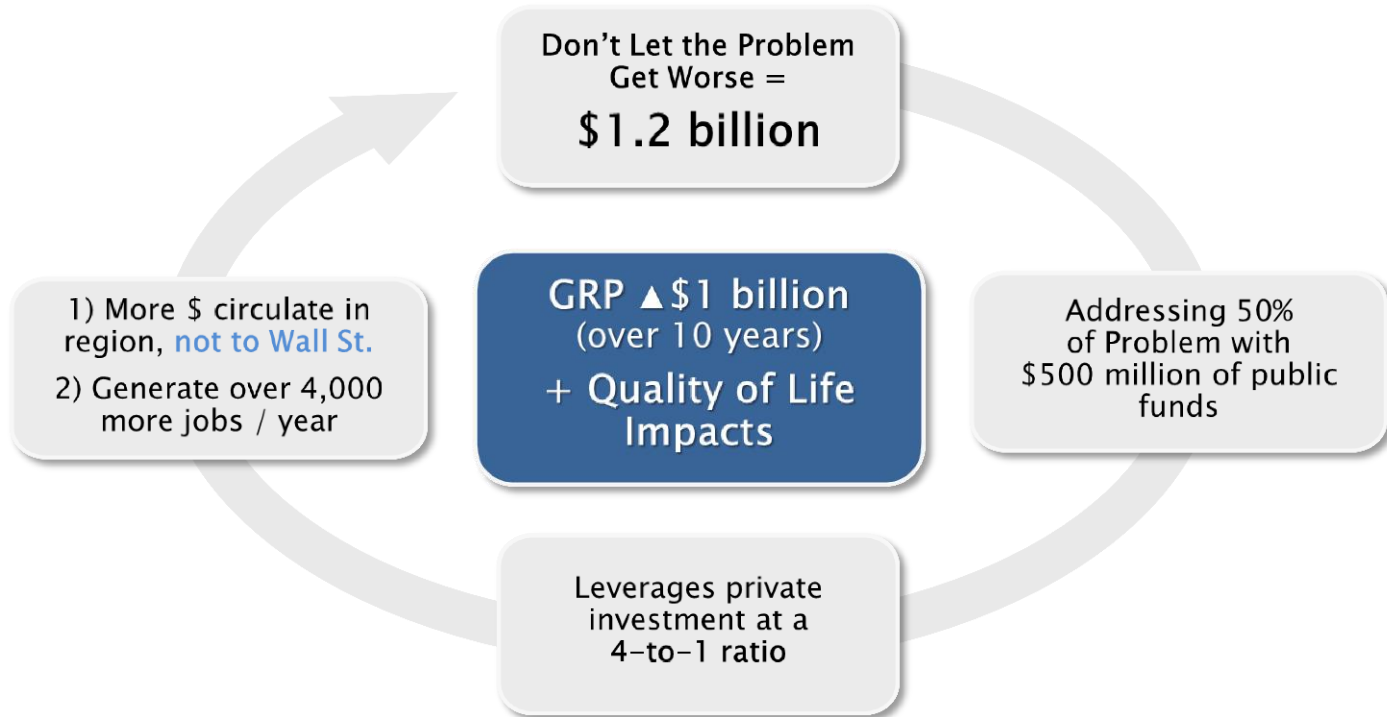 Don't Let the Problem
Get Worse =
$1.2 billion
1) More $ circulate in
region, not to Wall St.
2) Generate over 4,000
more jobs / year
GRP ▲$1 billion
(over 10 years)
+ Quality of Life
Impacts
Addressing 50%
of Problem with
$500 million of public
funds
Leverages private
investment at a
4-to-1 ratio